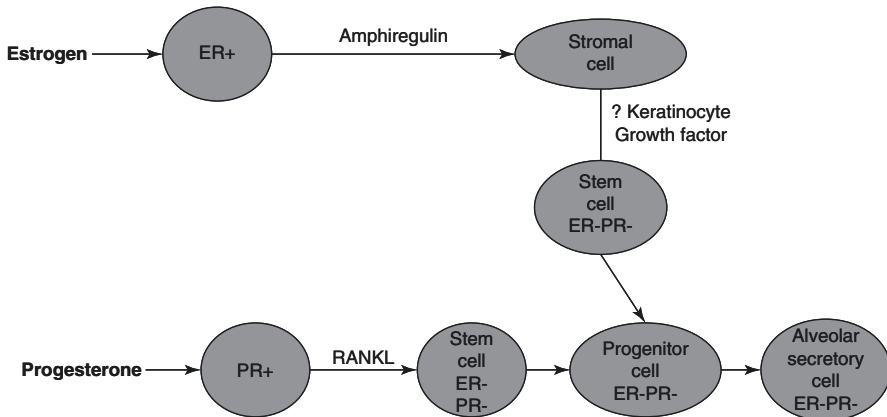 Estrogen
ER+
Amphiregulin
Stromal
cell
? Keratinocyte
Growth factor
Stem
cell
ER-PR-
Progesterone
PR+
RANKL
Stem
cell
ER-
PR-
Progenitor
cell
ER-PR-
Alveolar
secretory
cell
ER-PR-